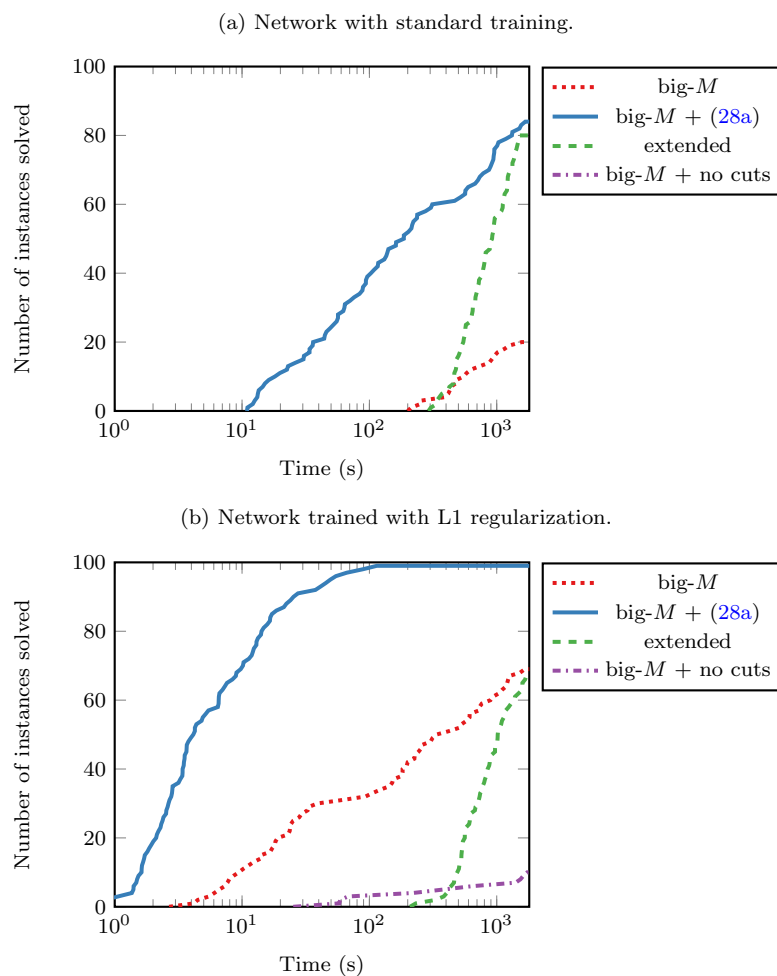 (a) Network with standard training.
Number of instances solved
100
80
60
40
20
0
10^0
10^1
10^2
10^3
Time (s)
big-M
big-M + (28a)
extended
big-M + no cuts
(b) Network trained with L1 regularization.
Number of instances solved
100
80
60
40
20
0
10^0
10^1
10^2
10^3
Time (s)
big-M
big-M + (28a)
extended
big-M + no cuts